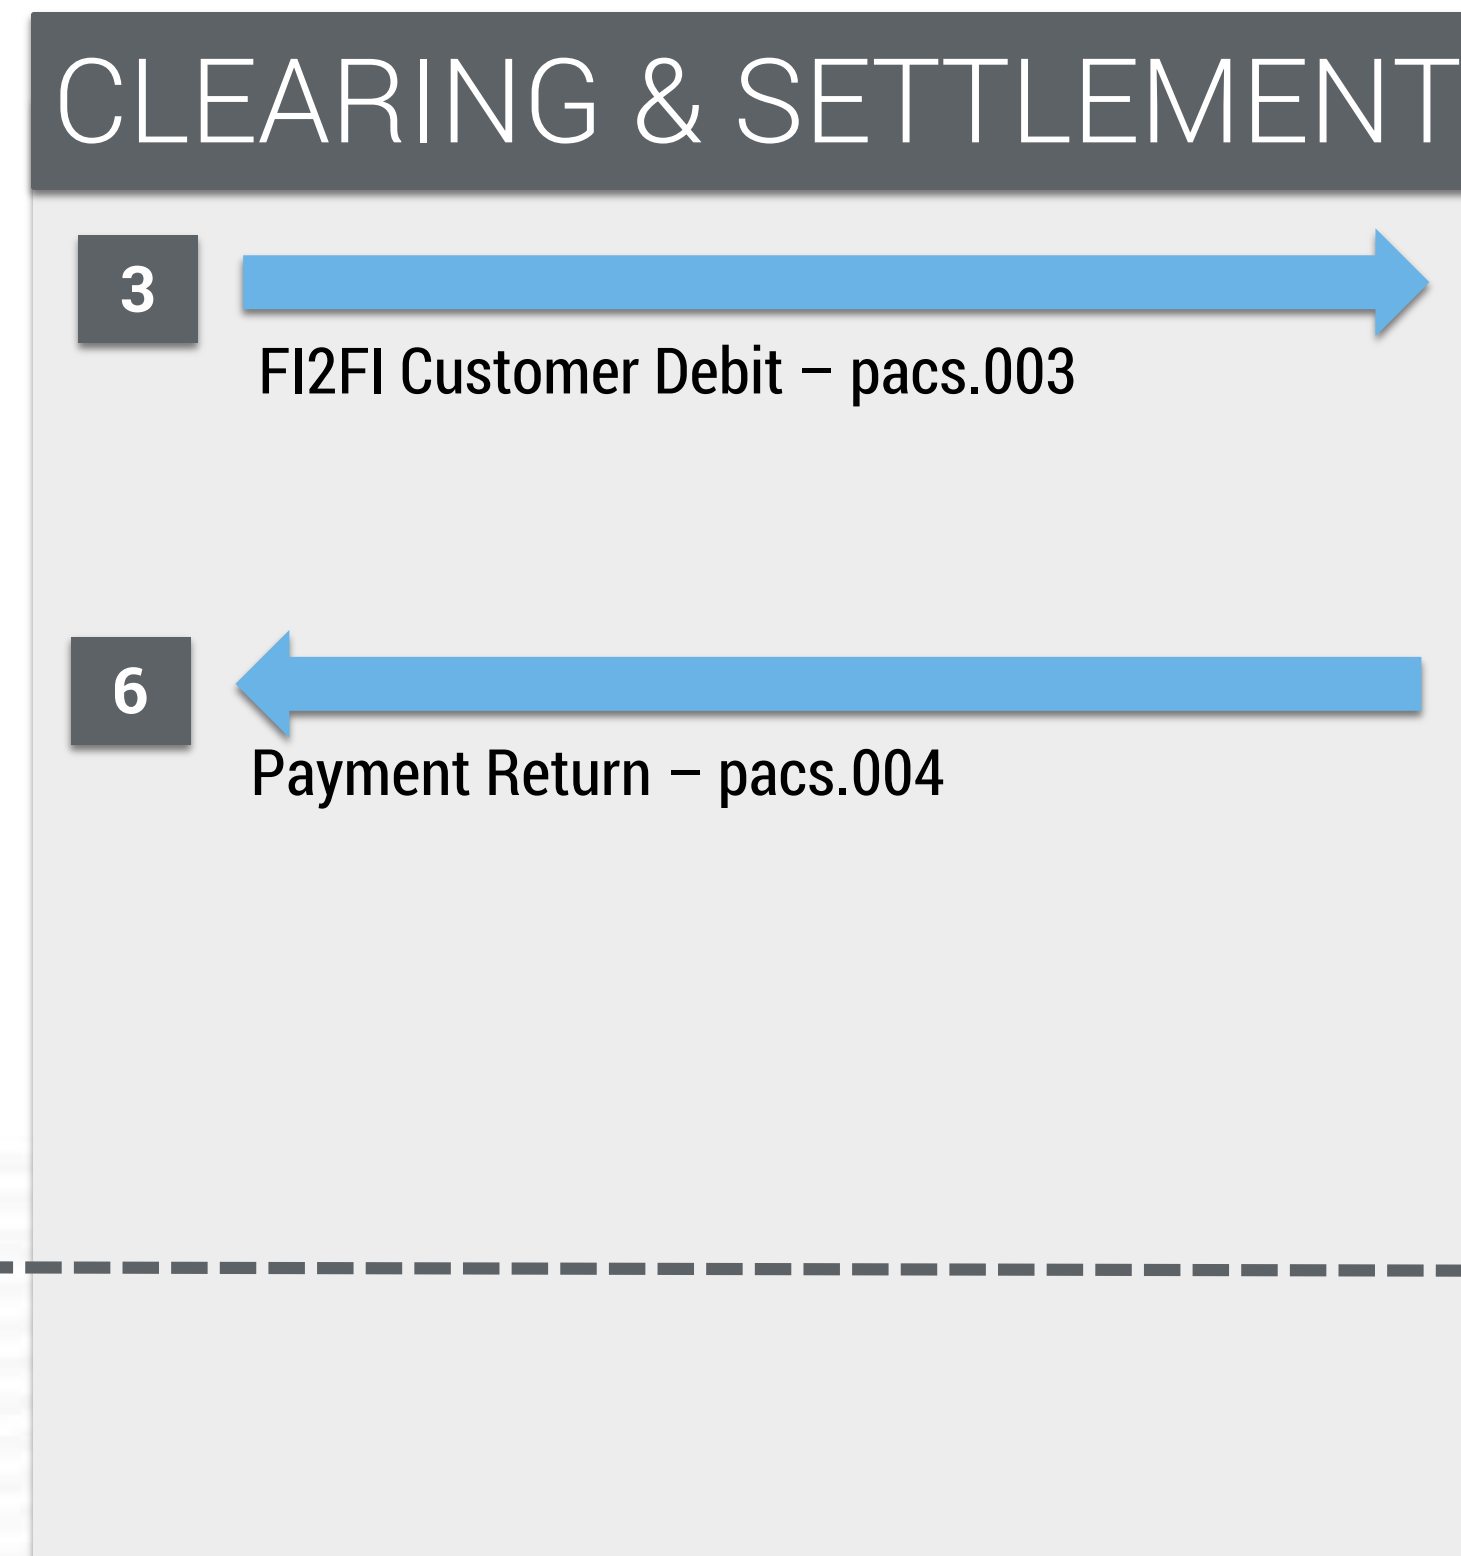 CLEARING & SETTLEMENT
3
FI2FI Customer Debit – pacs.003
6
Payment Return – pacs.004